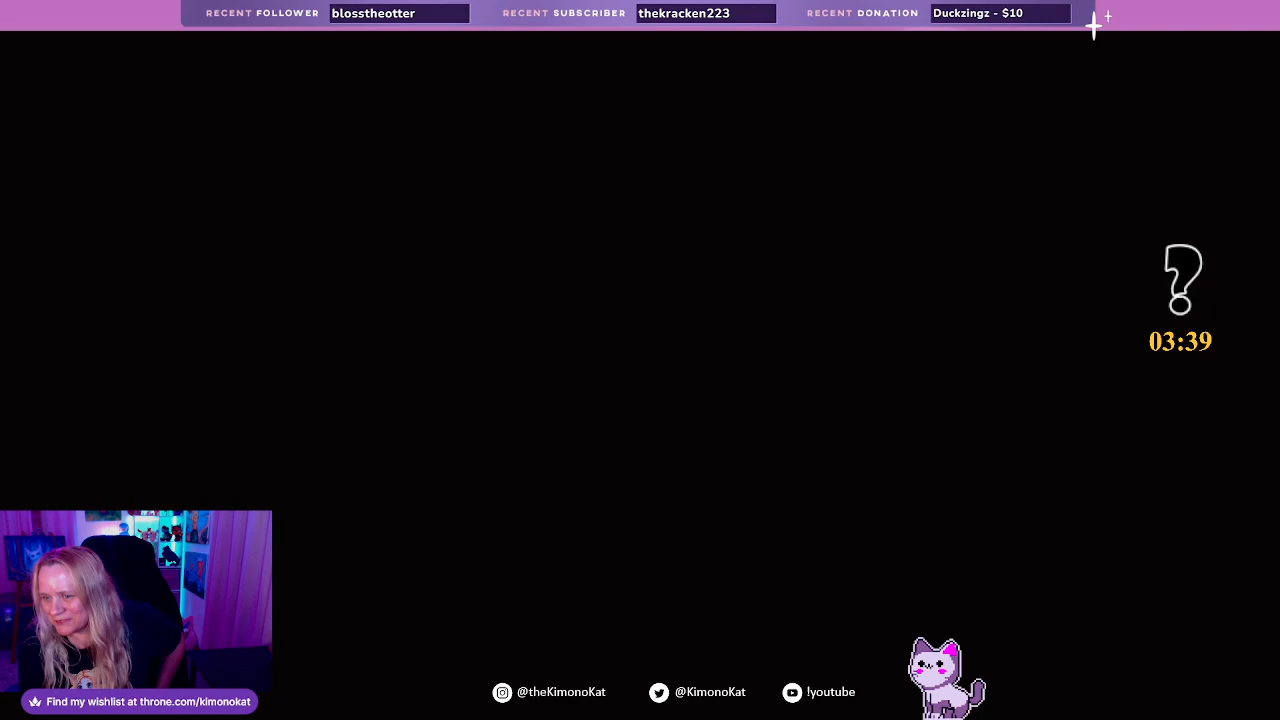 RECENT FOLLOWER blosstheotter RECENT SUBSCRIBER thekracken223 RECENT DONATION Duckzingz - $10
?
03:39
Find my wishlist at throne.com/kimonokat
@theKimonoKat @KimonoKat !youtube